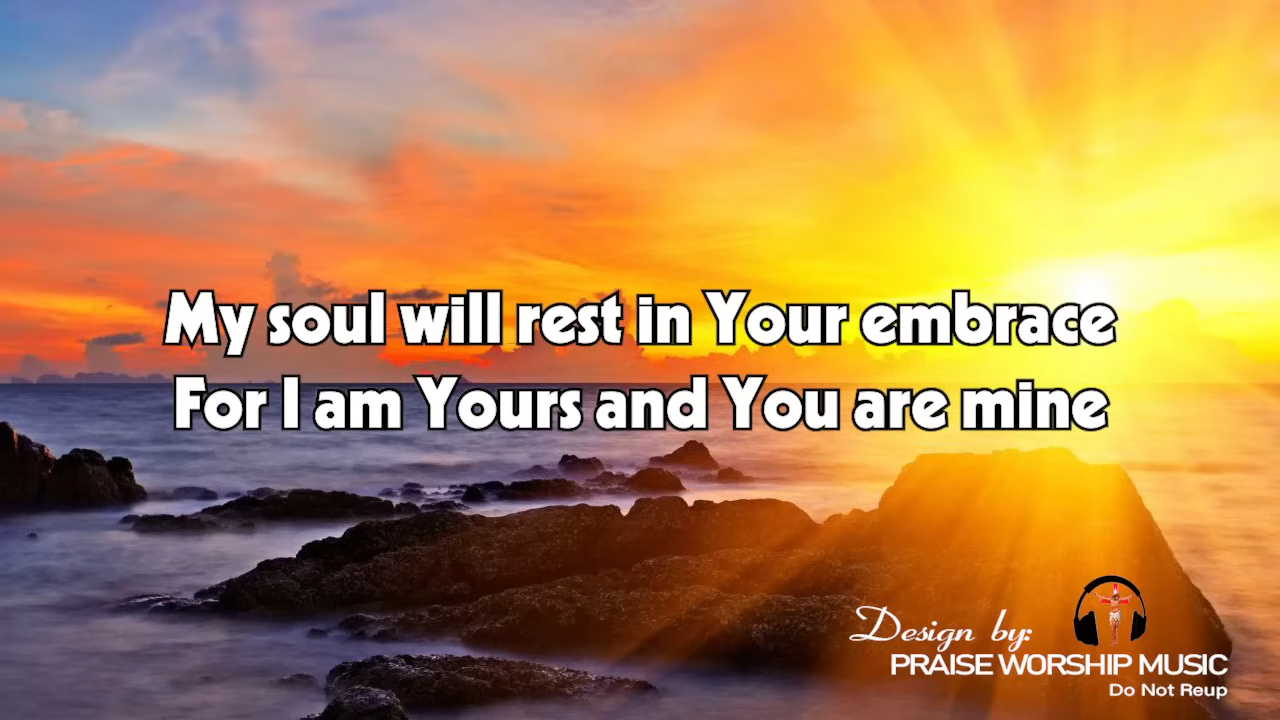 My soul will rest in Your embrace
For I am Yours and You are mine
Design by:
PRAISE WORSHIP MUSIC
Do Not Reup